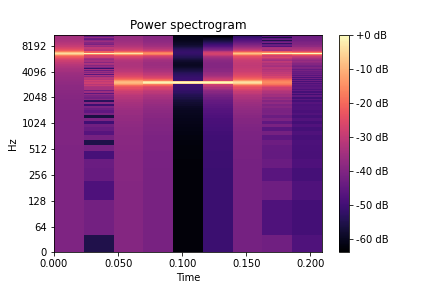 Power spectrogram
Hz
8192
4096
2048
1024
512
256
128
64
0
0.000
0.050
0.100
0.150
0.200
Time
+0 dB
-10 dB
-20 dB
-30 dB
-40 dB
-50 dB
-60 dB